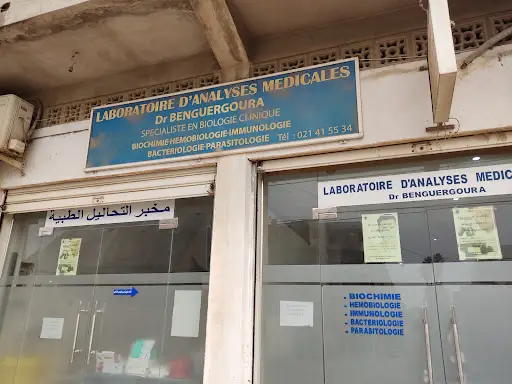 LABORATOIRE D'ANALYSES MEDICALES
Dr BENGUERGOURA
SPECIALISTE EN BIOLOGIE CLINIQUE
BIOCHIMIE-HEMOBIOLOGIE-IMMUNOLOGIE
BACTERIOLOGIE-PARASITOLOGIE Tél : 021 41 55 34
مخبر التحاليل الطبية
LABORATOIRE D'ANALYSES MEDICA
Dr BENGUERGOURA
- BIOCHIMIE
- HEMOBIOLOGIE
- IMMUNOLOGIE
- BACTERIOLOGIE
- PARASITOLOGIE